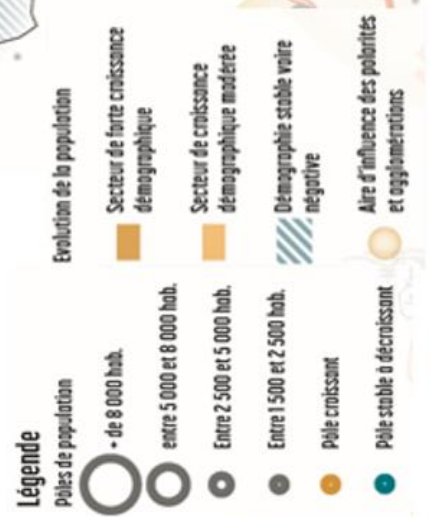 Légende
Pôles de population
+ de 8 000 hab.
entre 5 000 et 8 000 hab.
Entre 2 500 et 5 000 hab.
Entre 1 500 et 2 500 hab.
Pôle croissant
Pôle stable à décroissant
Evolution de la population
Secteur de forte croissance
démographique
Secteur de croissance
démographique modérée
Démographie stable voire
négative
Aire d'influence des polarités
et agglomérations